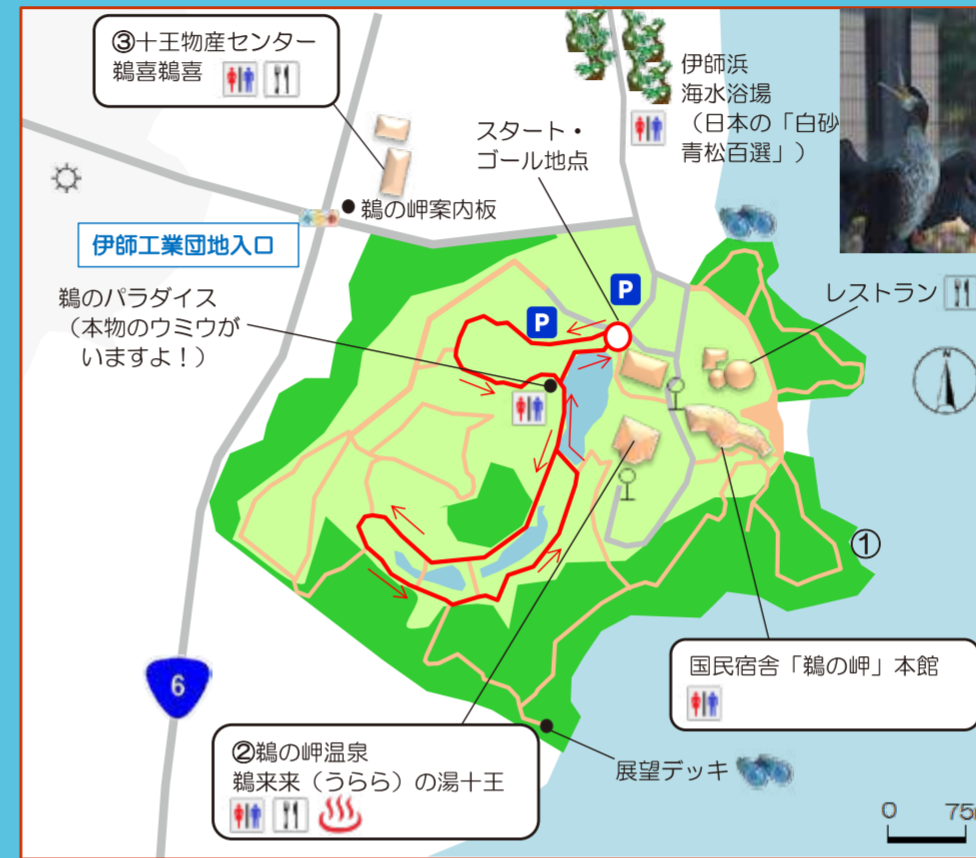 ③十王物産センター
鵜喜鵜喜
スタート・
ゴール地点
伊師浜
海水浴場
（日本の「白砂
青松百選」）
鵜の岬案内板
伊師工業団地入口
鵜のパラダイス
（本物のウミウが
いますよ！）
P
P
レストラン
N
①
国民宿舎「鵜の岬」本館
6
②鵜の岬温泉
鵜来来（うらら）の湯十王
展望デッキ
0 75m